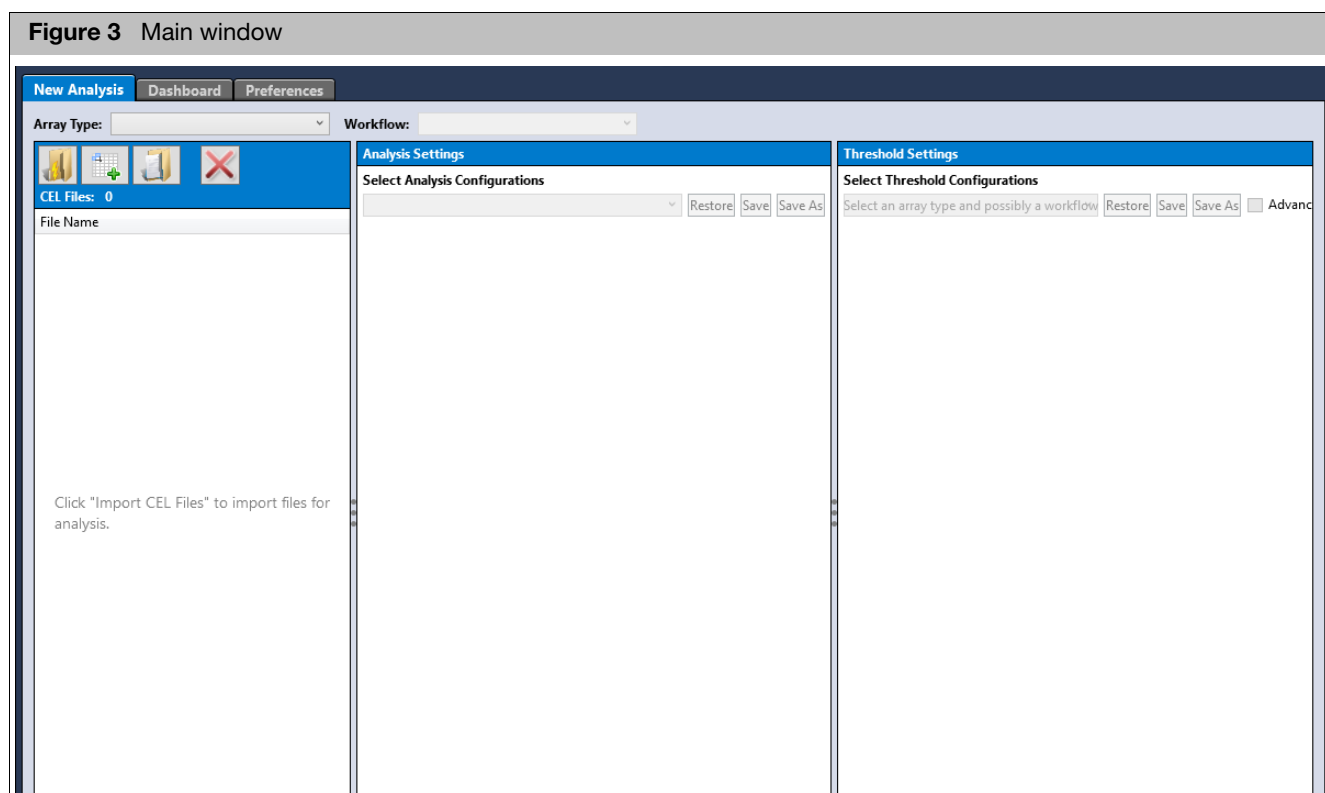 Figure 3 Main window
New Analysis Dashboard Preferences
Array Type: Workflow:
CEL Files: 0
File Name
Click "Import CEL Files" to import files for
analysis.
Analysis Settings
Select Analysis Configurations
Restore Save Save As
Threshold Settings
Select Threshold Configurations
Select an array type and possibly a workflow Restore Save Save As Advanc